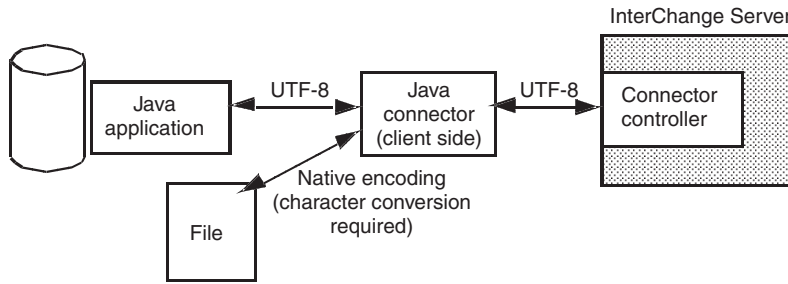 InterChange Server
UTF-8
UTF-8
Java
application
Java
connector
(client side)
Connector
controller
Native encoding
(character conversion
required)
File